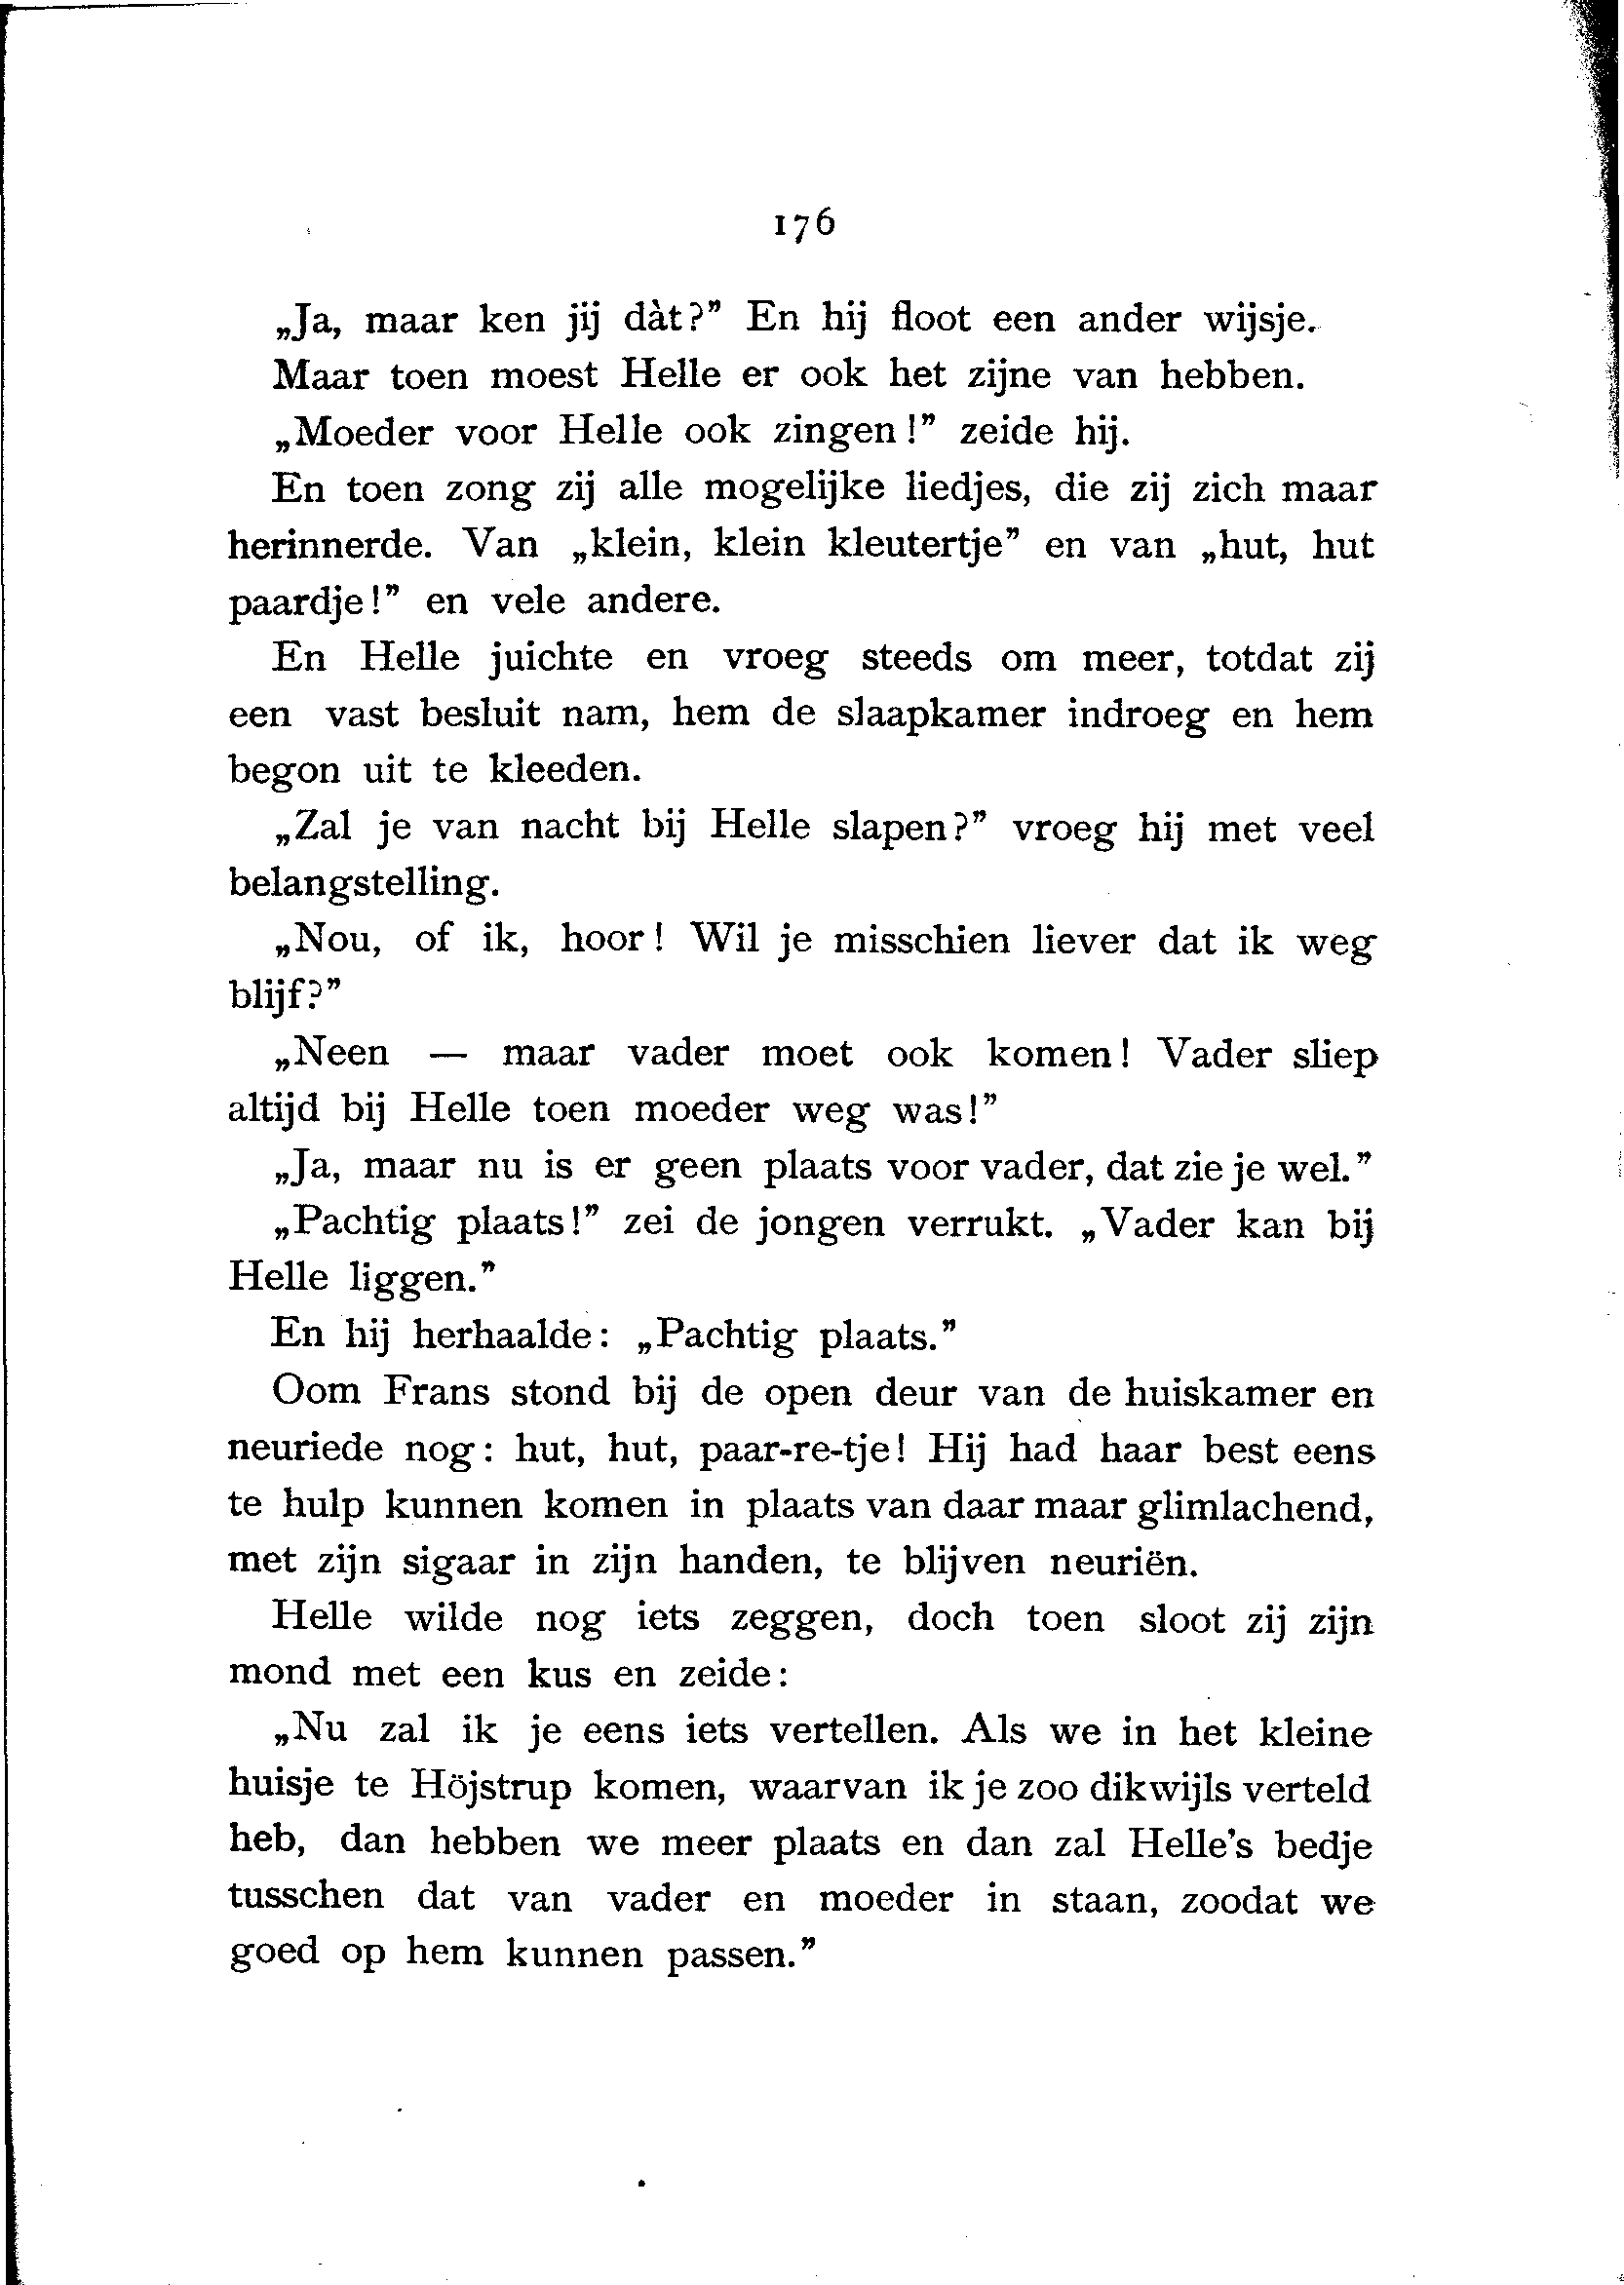 176
„Ja, maar ken jij dàt?” En hij floot een ander wijsje.
Maar toen moest Helle er ook het zijne van hebben.
„Moeder voor Helle ook zingen!” zeide hij.
En toen zong zij alle mogelijke liedjes, die zij zich maar
herinnerde. Van „klein, klein kleutertje” en van „hut, hut
paardje!” en vele andere.
En Helle juichte en vroeg steeds om meer, totdat zij
een vast besluit nam, hem de slaapkamer indroeg en hem
begon uit te kleeden.
„Zal je van nacht bij Helle slapen?” vroeg hij met veel
belangstelling.
„Nou, of ik, hoor! Wil je misschien liever dat ik weg
blijf?”
„Neen — maar vader moet ook komen! Vader sliep
altijd bij Helle toen moeder weg was!”
„Ja, maar nu is er geen plaats voor vader, dat zie je wel.”
„Pachtig plaats!” zei de jongen verrukt. „Vader kan bij
Helle liggen.”
En hij herhaalde: „Pachtig plaats.”
Oom Frans stond bij de open deur van de huiskamer en
neuriede nog: hut, hut, paar-re-tje! Hij had haar best eens
te hulp kunnen komen in plaats van daar maar glimlachend,
met zijn sigaar in zijn handen, te blijven neuriën.
Helle wilde nog iets zeggen, doch toen sloot zij zijn
mond met een kus en zeide:
„Nu zal ik je eens iets vertellen. Als we in het kleine
huisje te Höjstrup komen, waarvan ik je zoo dikwijls verteld
heb, dan hebben we meer plaats en dan zal Helle's bedje
tusschen dat van vader en moeder in staan, zoodat we
goed op hem kunnen passen.”